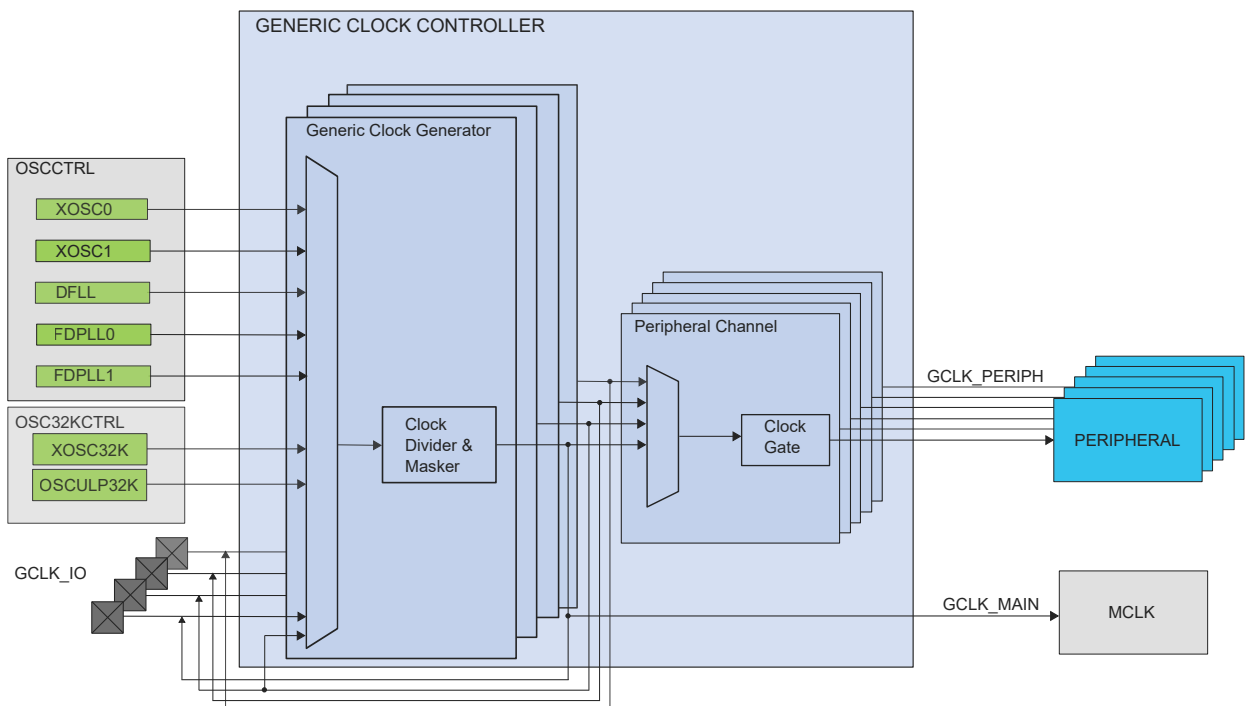 GENERIC CLOCK CONTROLLER
Generic Clock Generator
OSCCTRL
XOSC0
XOSC1
DFLL
FDPLL0
FDPLL1
OSC32KCTRL
XOSC32K
OSCULP32K
GCLK_IO
Clock
Divider &
Masker
Peripheral Channel
Clock
Gate
GCLK_PERIPH
PERIPHERAL
GCLK_MAIN
MCLK